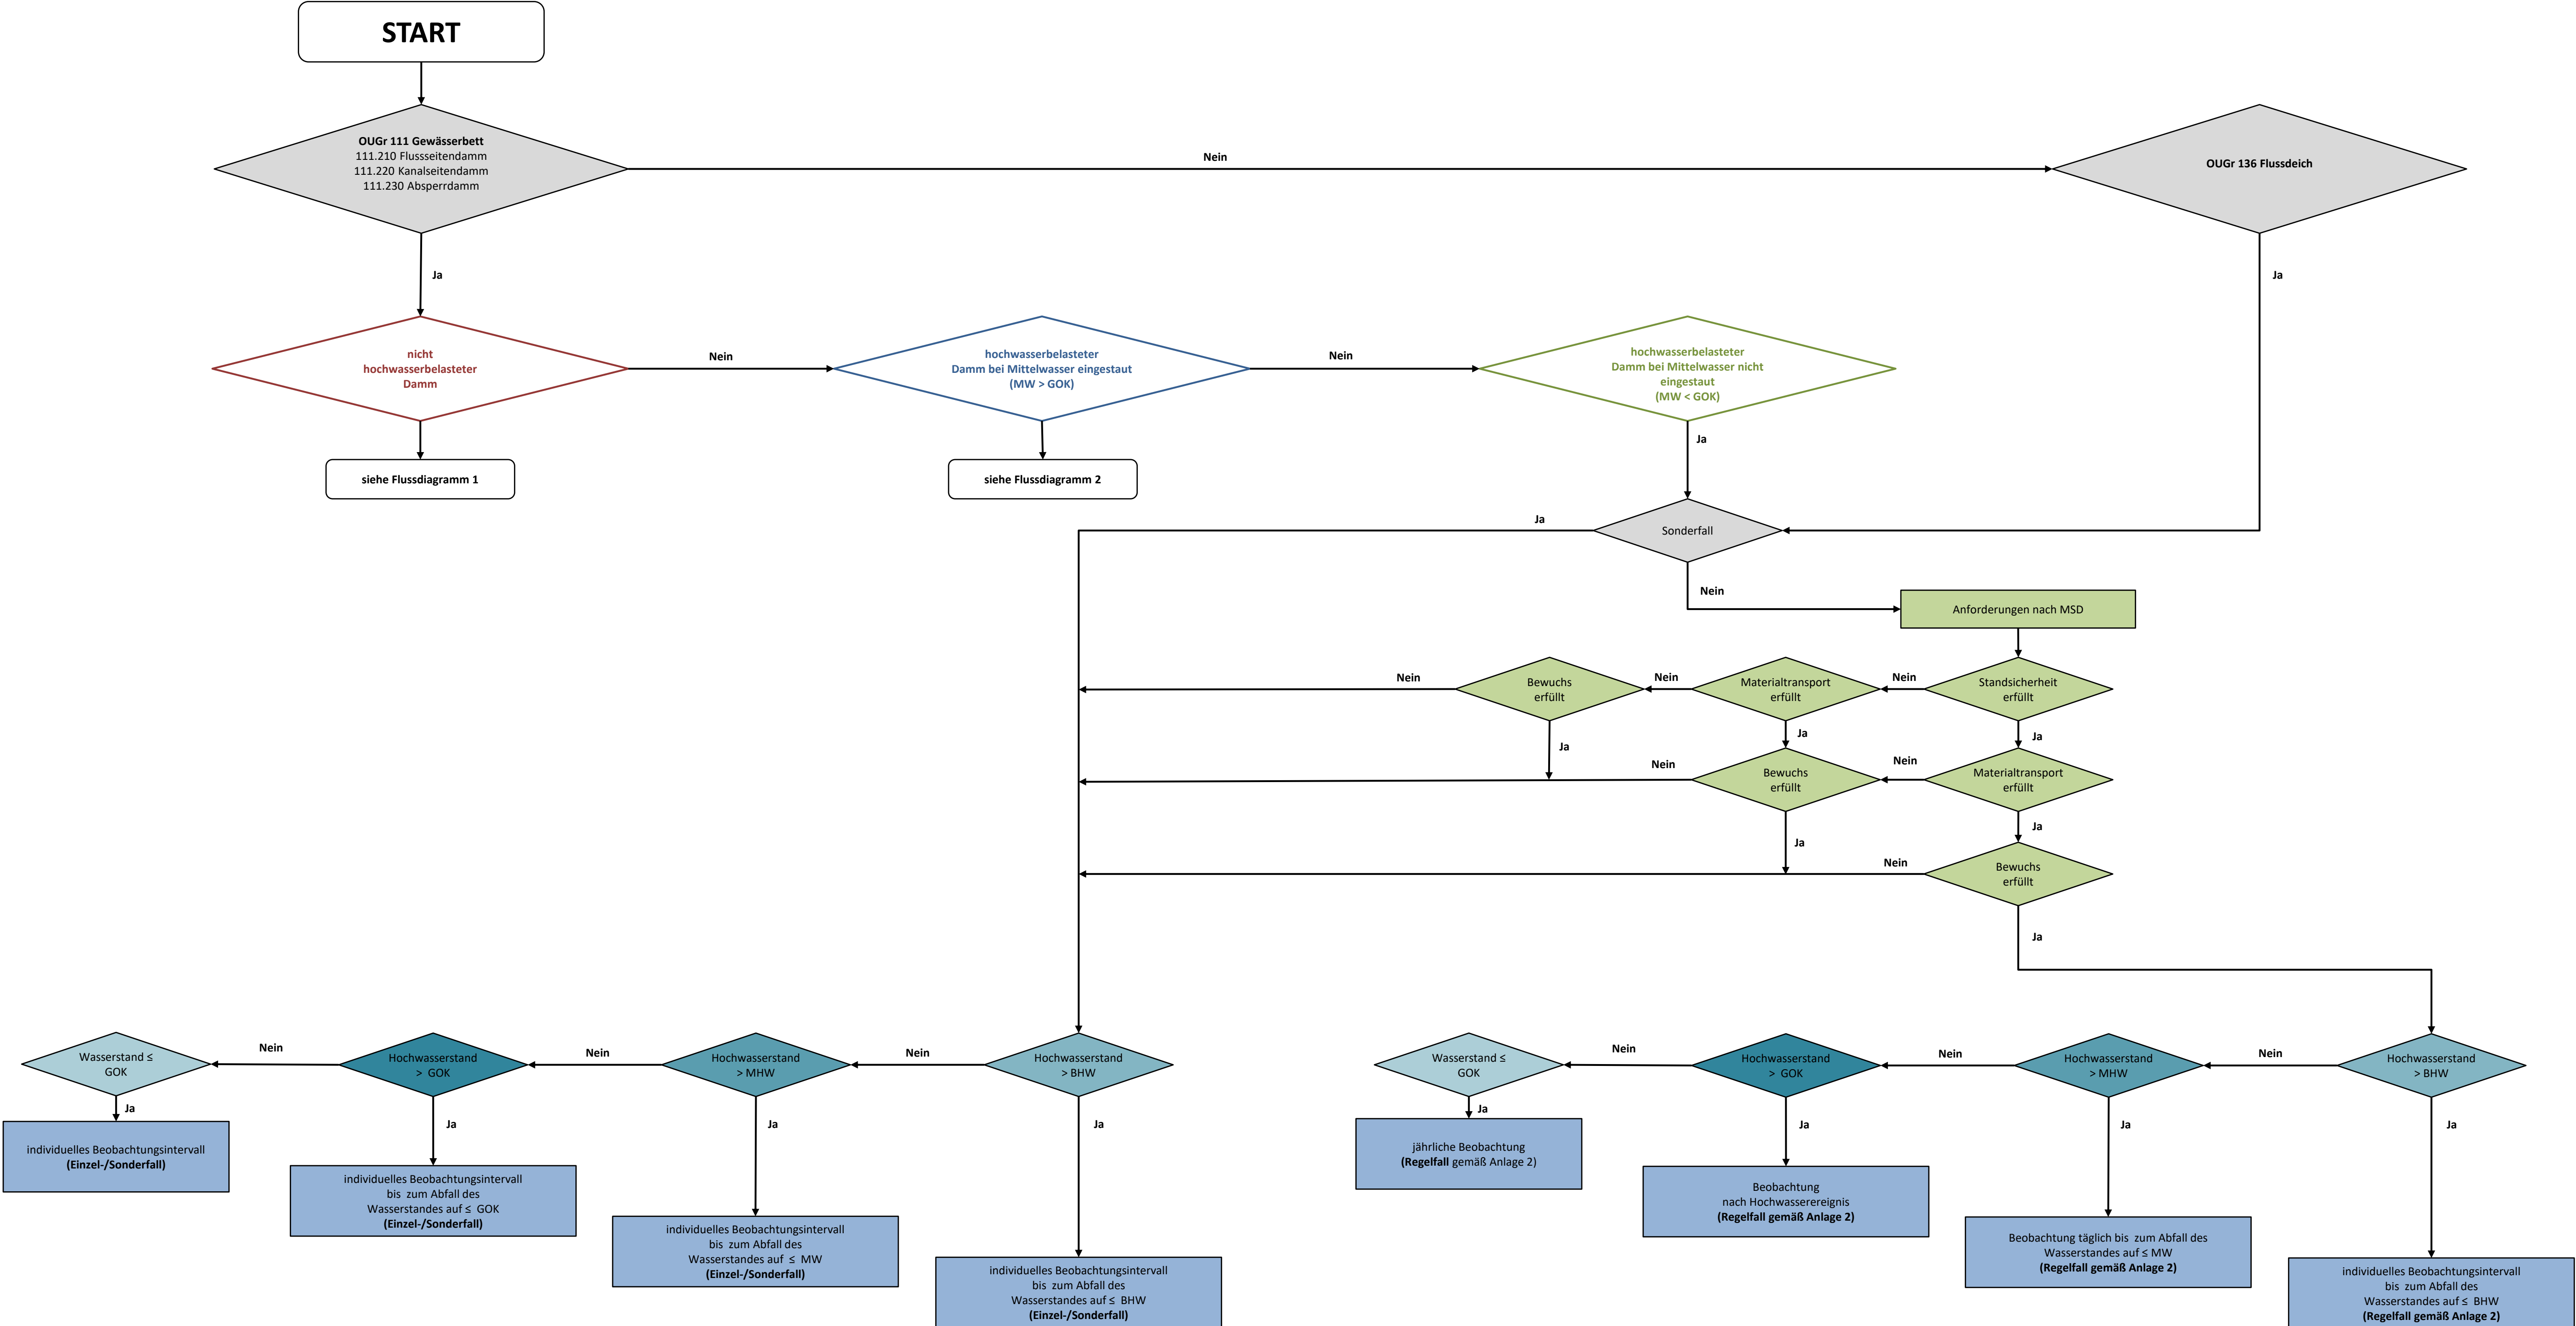 START
OUGr 111 Gewässerbett
111.210 Flussseitendamm
111.220 Kanalseitendamm
111.230 Absperrdamm
Nein
OUGr 136 Flussdeich
Ja
Ja
nicht
hochwasserbelasteter
Damm
Nein
hochwasserbelasteter
Damm bei Mittelwasser eingestaut
(MW > GOK)
Nein
hochwasserbelasteter
Damm bei Mittelwasser nicht
eingestaut
(MW < GOK)
Ja
siehe Flussdiagramm 1
siehe Flussdiagramm 2
Ja
Sonderfall
Nein
Anforderungen nach MSD
Nein
Bewuchs
erfüllt
Nein
Materialtransport
erfüllt
Nein
Standsicherheit
erfüllt
Ja
Ja
Ja
Nein
Bewuchs
erfüllt
Nein
Materialtransport
erfüllt
Ja
Ja
Nein
Bewuchs
erfüllt
Ja
Wasserstand ≤
GOK
Nein
Hochwasserstand
> GOK
Nein
Hochwasserstand
> MHW
Nein
Hochwasserstand
> BHW
Ja
Ja
Ja
Ja
individuelles Beobachtungsintervall
(Einzel-/Sonderfall)
individuelles Beobachtungsintervall
bis zum Abfall des
Wasserstandes auf ≤ GOK
(Einzel-/Sonderfall)
individuelles Beobachtungsintervall
bis zum Abfall des
Wasserstandes auf ≤ MW
(Einzel-/Sonderfall)
individuelles Beobachtungsintervall
bis zum Abfall des
Wasserstandes auf ≤ BHW
(Einzel-/Sonderfall)
Wasserstand ≤
GOK
Nein
Hochwasserstand
> GOK
Nein
Hochwasserstand
> MHW
Nein
Hochwasserstand
> BHW
Ja
Ja
Ja
Ja
jährliche Beobachtung
(Regelfall gemäß Anlage 2)
Beobachtung
nach Hochwasserereignis
(Regelfall gemäß Anlage 2)
Beobachtung täglich bis zum Abfall des
Wasserstandes auf ≤ MW
(Regelfall gemäß Anlage 2)
individuelles Beobachtungsintervall
bis zum Abfall des
Wasserstandes auf ≤ BHW
(Regelfall gemäß Anlage 2)